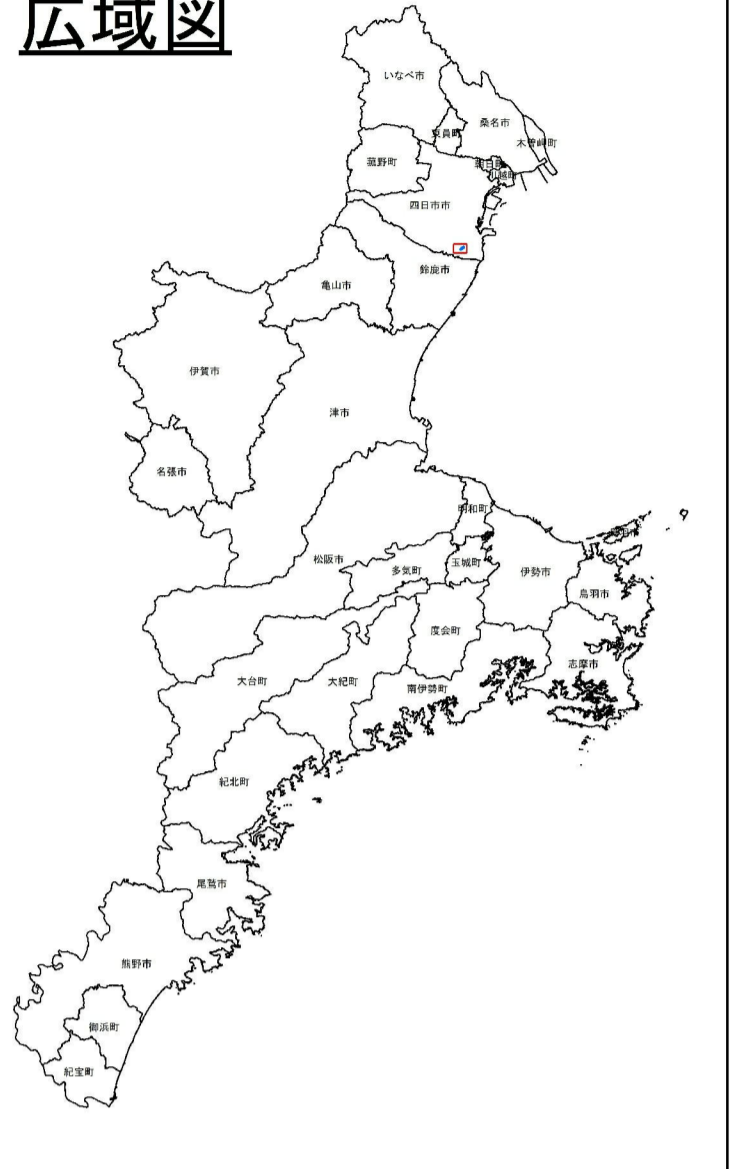 広域図
いなべ市
桑名市
東員町
木曽岬町
菰野町
朝日町
川越町
四日市市
鈴鹿市
亀山市
伊賀市
津市
名張市
明和町
松阪市
多気町
玉城町
伊勢市
鳥羽市
度会町
志摩市
大台町
大紀町
南伊勢町
紀北町
尾鷲市
熊野市
御浜町
紀宝町